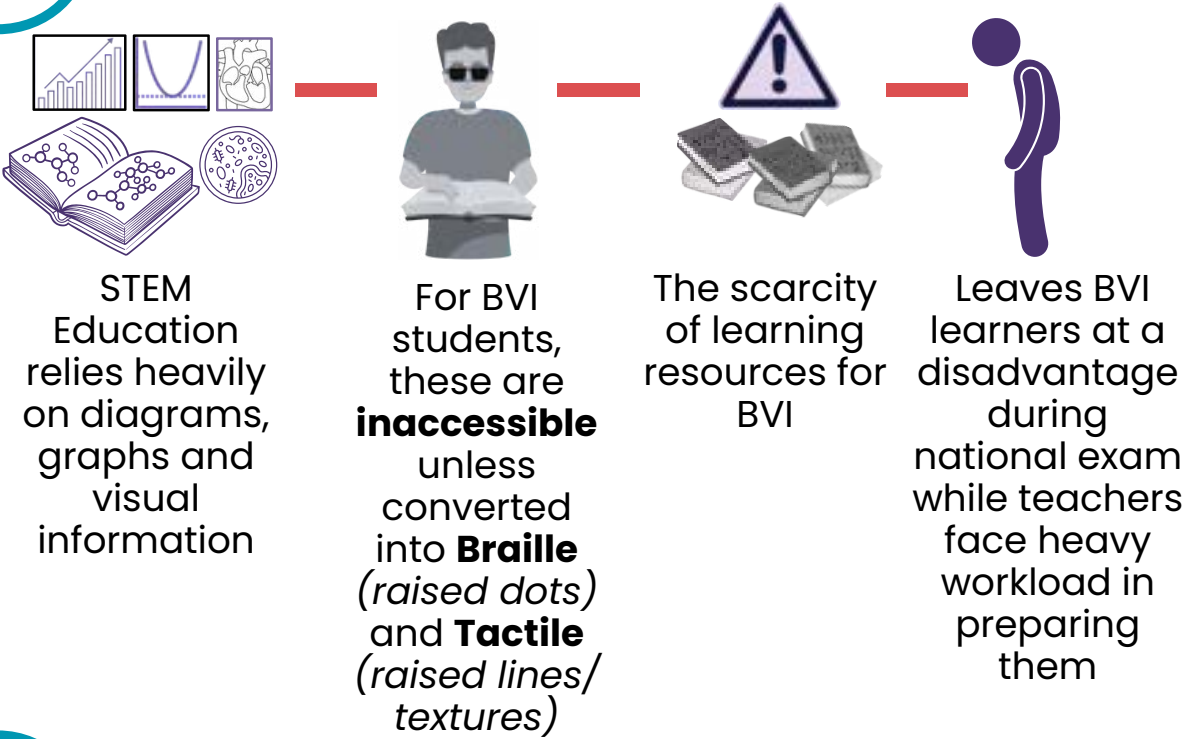 STEM
Education
relies heavily
on diagrams,
graphs and
visual
information
For BVI
students,
these are
inaccessible
unless
converted
into Braille
(raised dots)
and Tactile
(raised lines/
textures)
The scarcity
of learning
resources for
BVI
Leaves BVI
learners at a
disadvantage
during
national exam
while teachers
face heavy
workload in
preparing
them